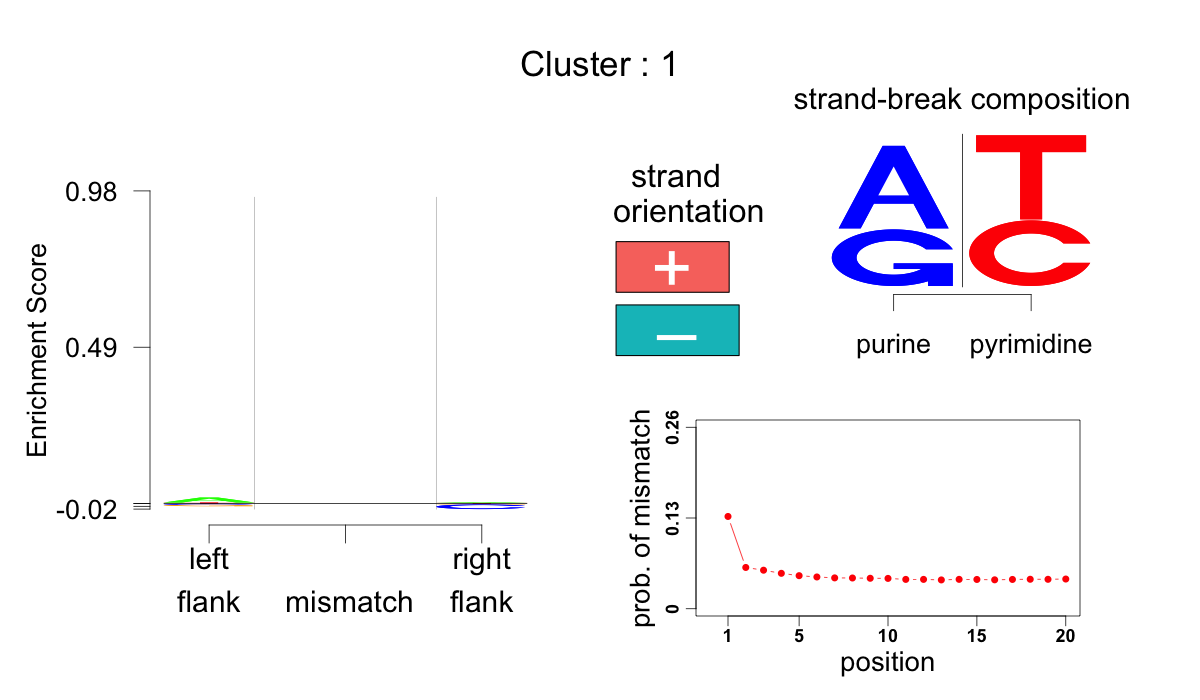 Cluster : 1
strand-break composition
A T
G C
purine pyrimidine
strand
orientation
+
−
Enrichment Score
0.98
0.49
-0.02
left right
flank mismatch flank
prob. of mismatch
0.26
0.13
0
1 5 10 15 20
position